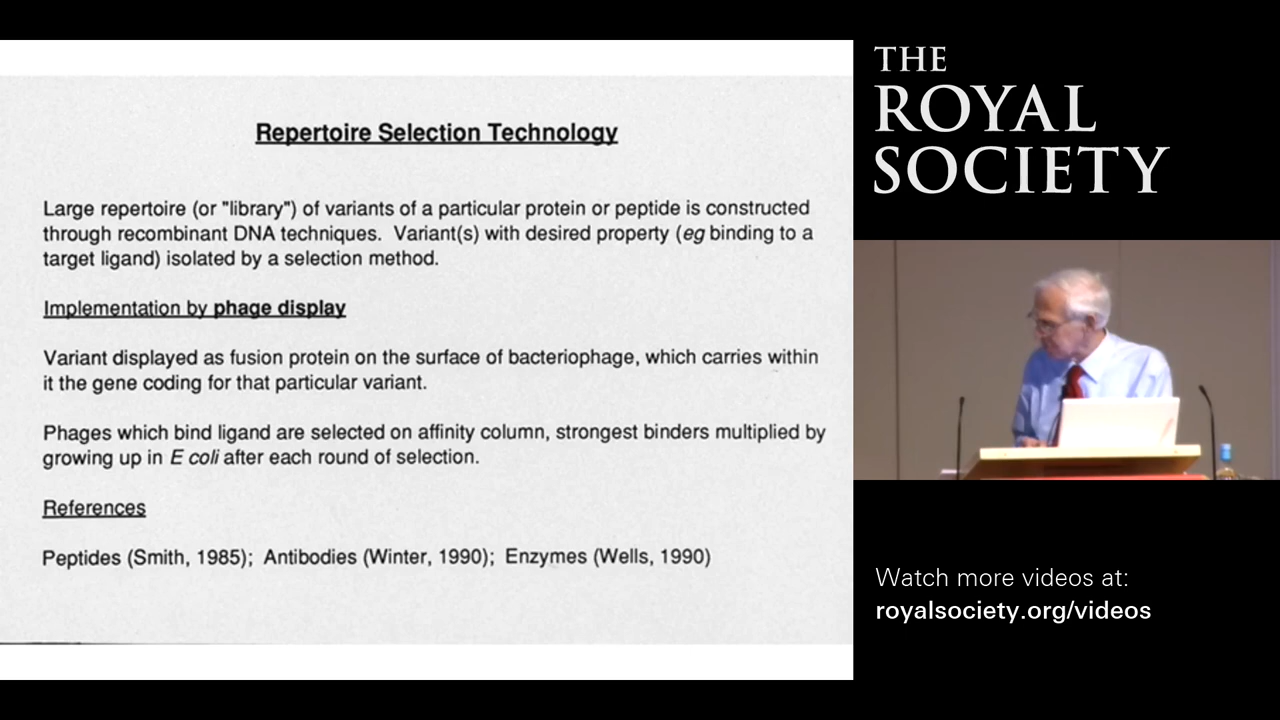 Repertoire Selection Technology
Large repertoire (or "library") of variants of a particular protein or peptide is constructed
through recombinant DNA techniques. Variant(s) with desired property (eg binding to a
target ligand) isolated by a selection method.
Implementation by phage display
Variant displayed as fusion protein on the surface of bacteriophage, which carries within
it the gene coding for that particular variant.
Phages which bind ligand are selected on affinity column, strongest binders multiplied by
growing up in E coli after each round of selection.
References
Peptides (Smith, 1985); Antibodies (Winter, 1990); Enzymes (Wells, 1990)
THE
ROYAL
SOCIETY
Watch more videos at:
royalsociety.org/videos